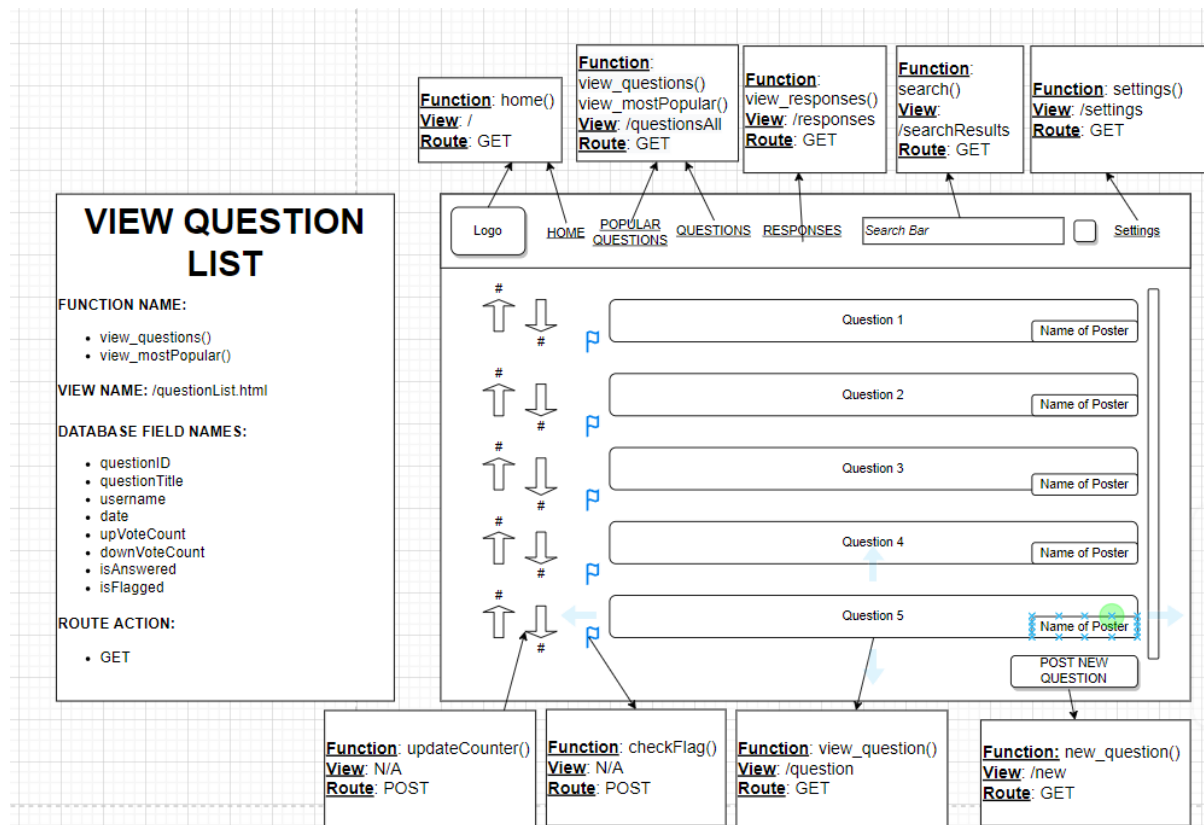 Function: home()
View: /
Route: GET
Function:
view_questions()
view_mostPopular()
View: /questionsAll
Route: GET
Function:
view_responses()
View: /responses
Route: GET
Function:
search()
View:
/searchResults
Route: GET
Function: settings()
View: /settings
Route: GET
VIEW QUESTION
LIST
FUNCTION NAME:
• view_questions()
• view_mostPopular()
VIEW NAME: /questionList.html
DATABASE FIELD NAMES:
• questionID
• questionTitle
• username
• date
• upVoteCount
• downVoteCount
• isAnswered
• isFlagged
ROUTE ACTION:
• GET
Logo
HOME
POPULAR
QUESTIONS
QUESTIONS
RESPONSES
Search Bar
Settings
#
#
Question 1
Name of Poster
#
#
Question 2
Name of Poster
#
#
Question 3
Name of Poster
#
#
Question 4
Name of Poster
#
#
Question 5
Name of Poster
POST NEW
QUESTION
Function: updateCounter()
View: N/A
Route: POST
Function: checkFlag()
View: N/A
Route: POST
Function: view_question()
View: /question
Route: GET
Function: new_question()
View: /new
Route: GET